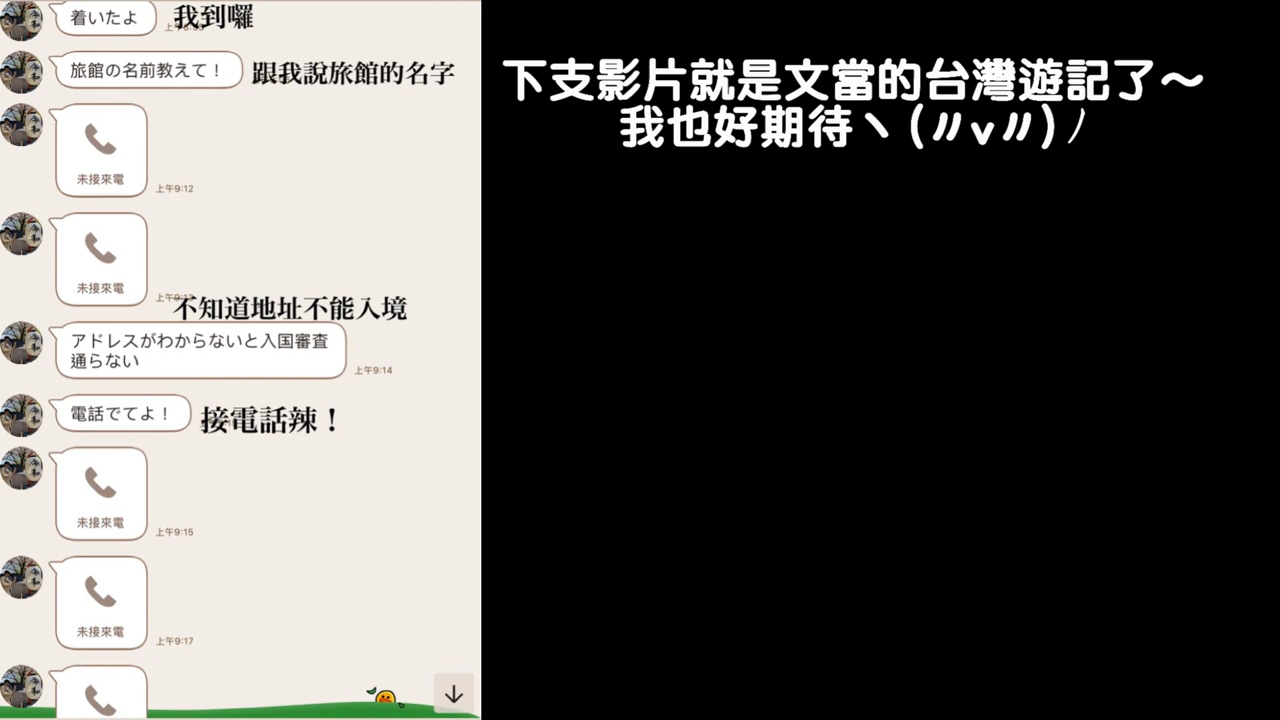 着いたよ
我到囉
旅館の名前教えて！
跟我說旅館的名字
未接來電
上午9:12
未接來電
不知道地址不能入境
アドレスがわからないと入国審査
通らない
上午9:14
電話でてよ！
接電話辣！
未接來電
上午9:15
未接來電
上午9:17
下支影片就是文當的台灣遊記了～
我也好期待ヽ(〃v〃)ﾉ